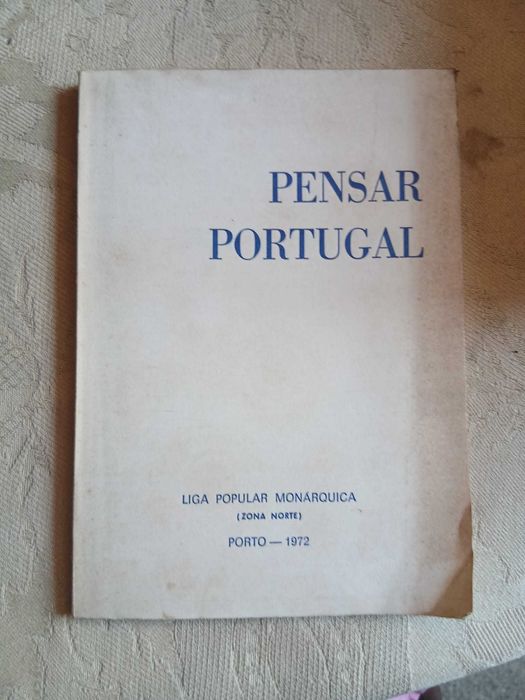 PENSAR
PORTUGAL
LIGA POPULAR MONÁRQUICA
(ZONA NORTE)
PORTO — 1972